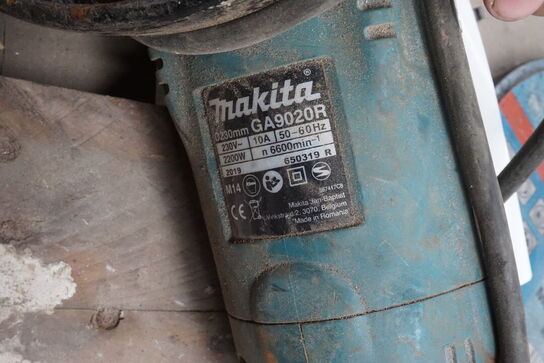 makita
Ø230mm GA9020R
230V~ 10A 50-60Hz
2200W n 6600min⁻¹
2019 650319 R
M14
CE
Makita Jan-Baptist
2, 3070, Belgium
Made in Romania